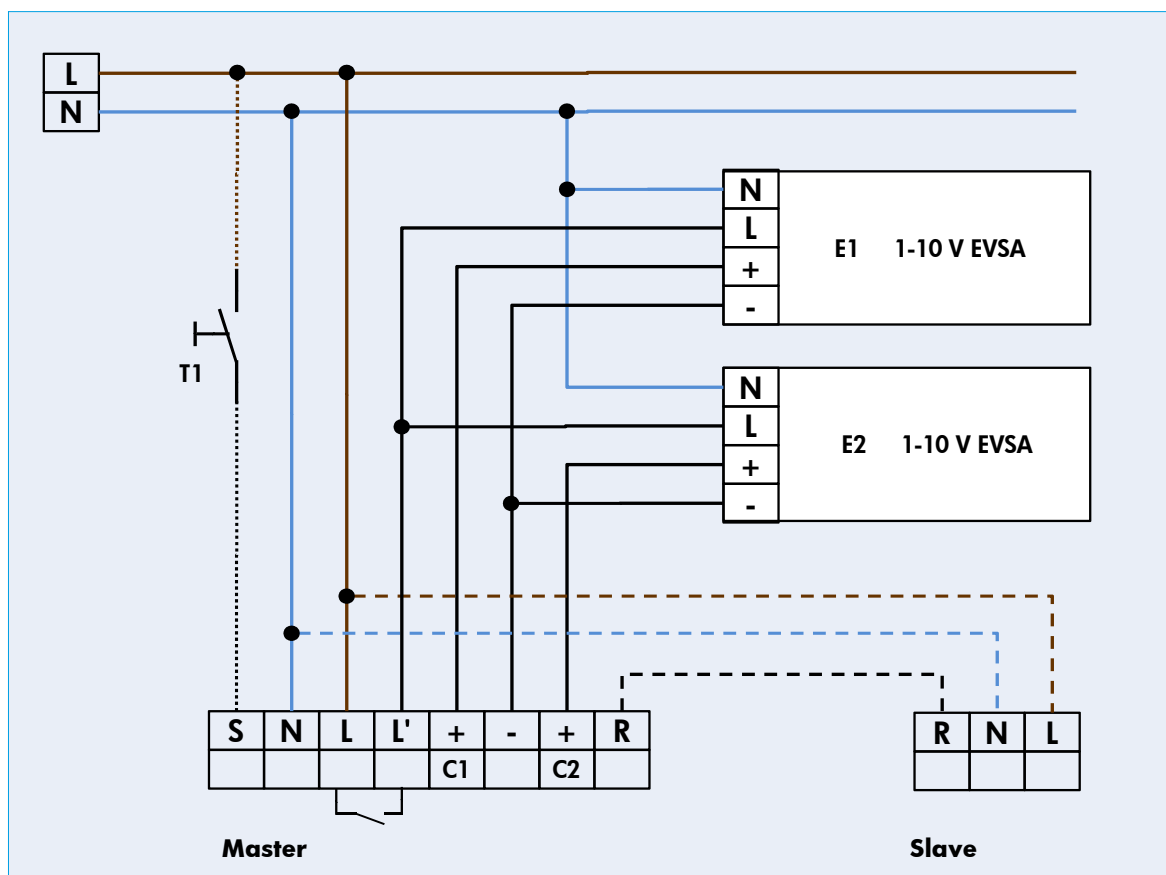 L
N
N
L
E1 1-10 V EVSA
+
-
T1
N
L
E2 1-10 V EVSA
+
-
S N L L' + - + R
C1 C2
R N L
Master
Slave